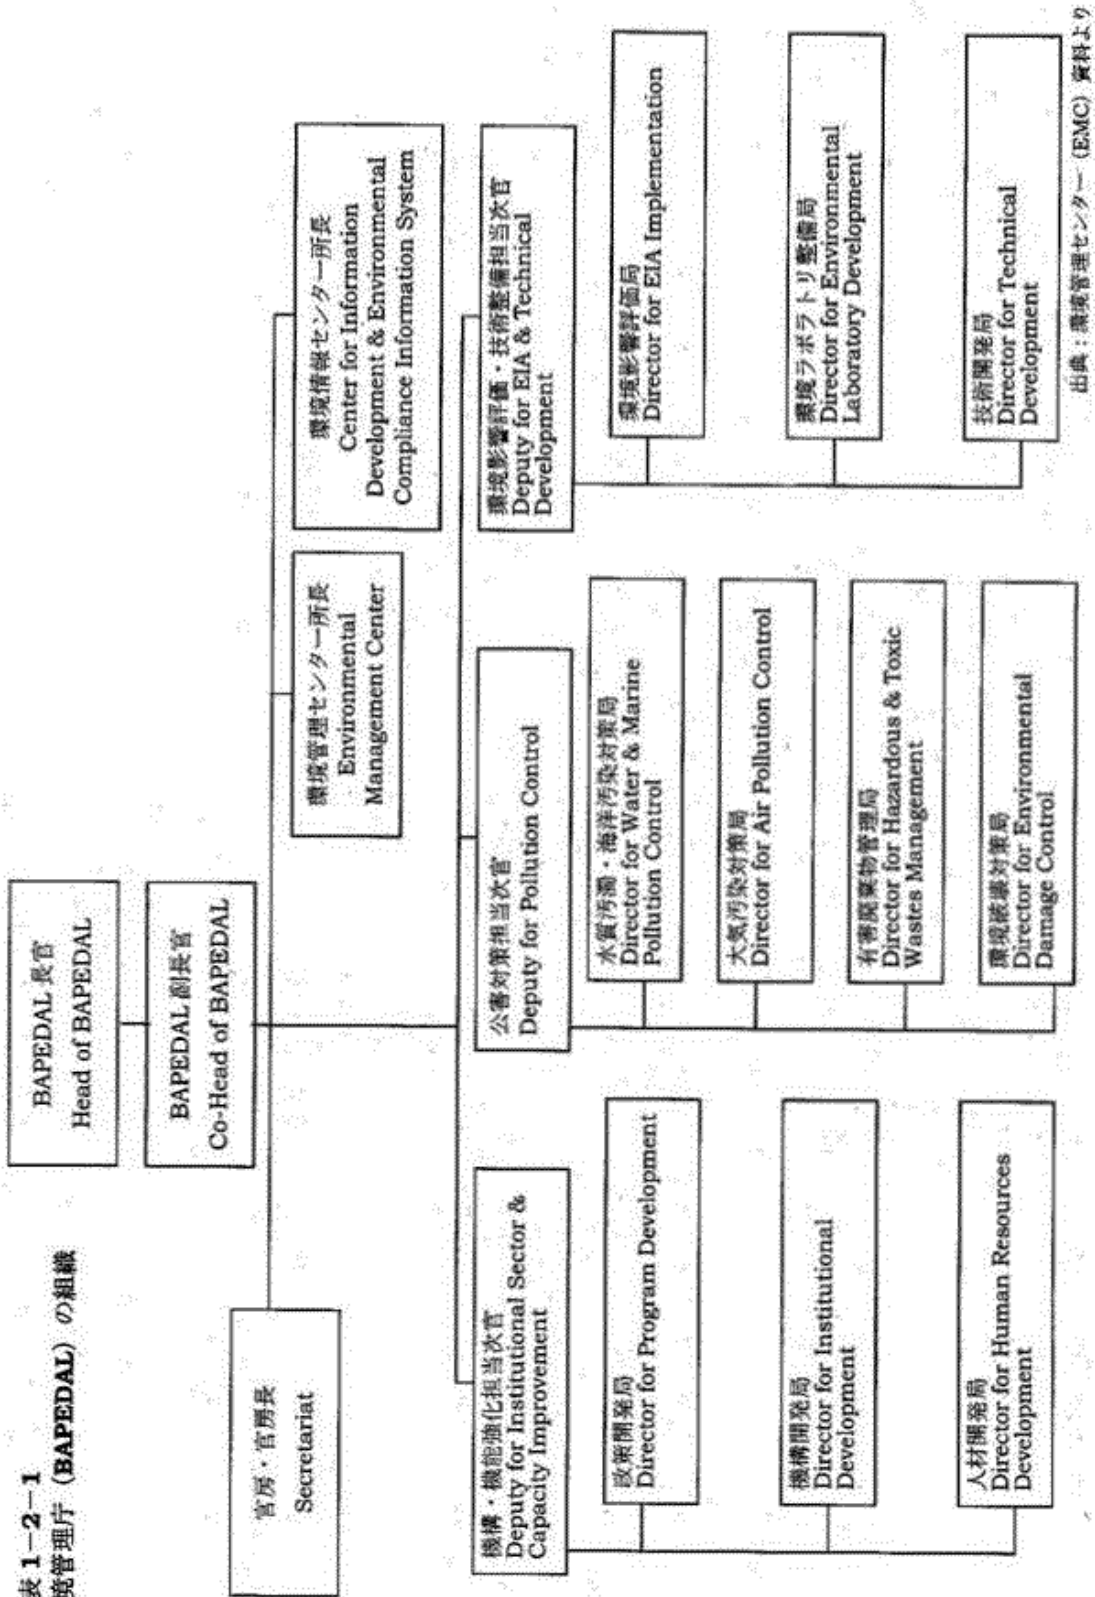 表 1－2－1
境管理庁（BAPEDAL）の組織
BAPEDAL 長官
Head of BAPEDAL
BAPEDAL 副長官
Co-Head of BAPEDAL
官房・官房長
Secretariat
環境管理センター所長
Environmental
Management Center
環境情報センター所長
Center for Information
Development & Environmental
Compliance Information System
機構・機能強化担当次官
Deputy for Institutional Sector &
Capacity Improvement
政策開発局
Director for Program Development
機構開発局
Director for Institutional
Development
人材開発局
Director for Human Resources
Development
公害対策担当次官
Deputy for Pollution Control
水質汚濁・海洋汚染対策局
Director for Water & Marine
Pollution Control
大気汚染対策局
Director for Air Pollution Control
有害廃棄物管理局
Director for Hazardous & Toxic
Wastes Management
環境破壊対策局
Director for Environmental
Damage Control
環境影響評価・技術整備担当次官
Deputy for EIA & Technical
Development
環境影響評価局
Director for EIA Implementation
環境ラボラトリ整備局
Director for Environmental
Laboratory Development
技術開発局
Director for Technical
Development
出典：環境管理センター（EMC）資料より